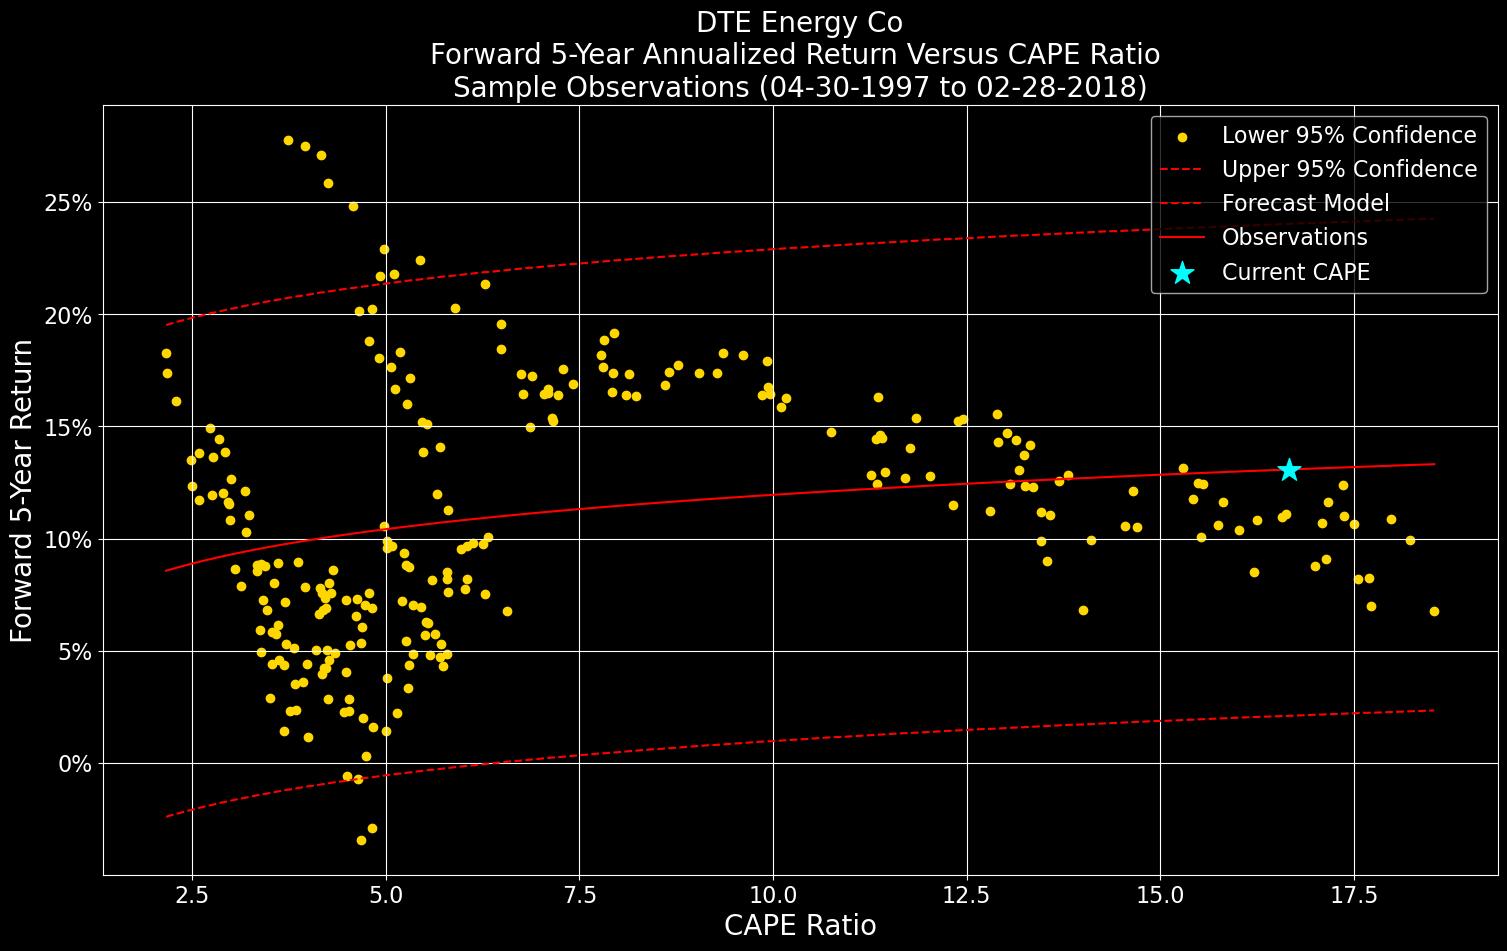 DTE Energy Co
Forward 5-Year Annualized Return Versus CAPE Ratio
Sample Observations (04-30-1997 to 02-28-2018)
Lower 95% Confidence
Upper 95% Confidence
Forecast Model
Observations
Current CAPE
Forward 5-Year Return
25%
20%
15%
10%
5%
0%
2.5
5.0
7.5
10.0
12.5
15.0
17.5
CAPE Ratio